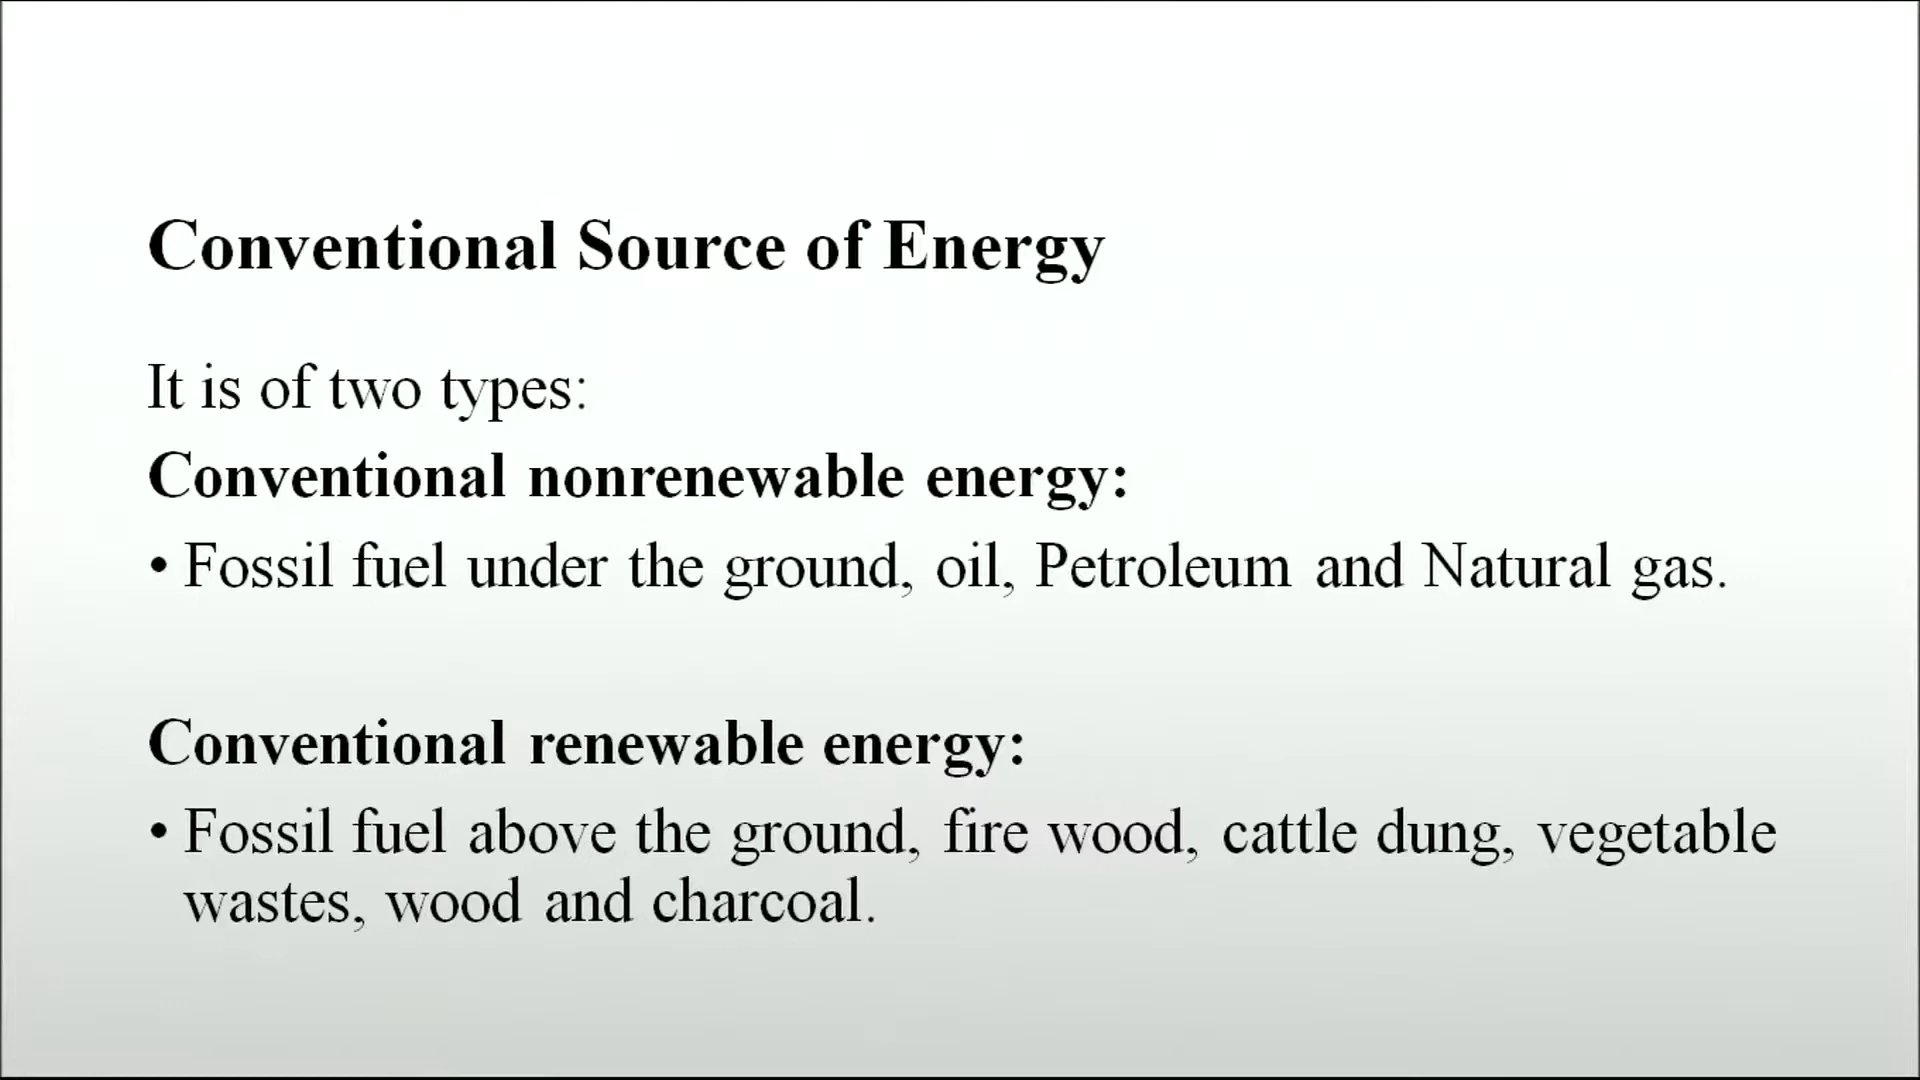 Conventional Source of Energy
It is of two types:
Conventional nonrenewable energy:
• Fossil fuel under the ground, oil, Petroleum and Natural gas.
Conventional renewable energy:
• Fossil fuel above the ground, fire wood, cattle dung, vegetable
wastes, wood and charcoal.